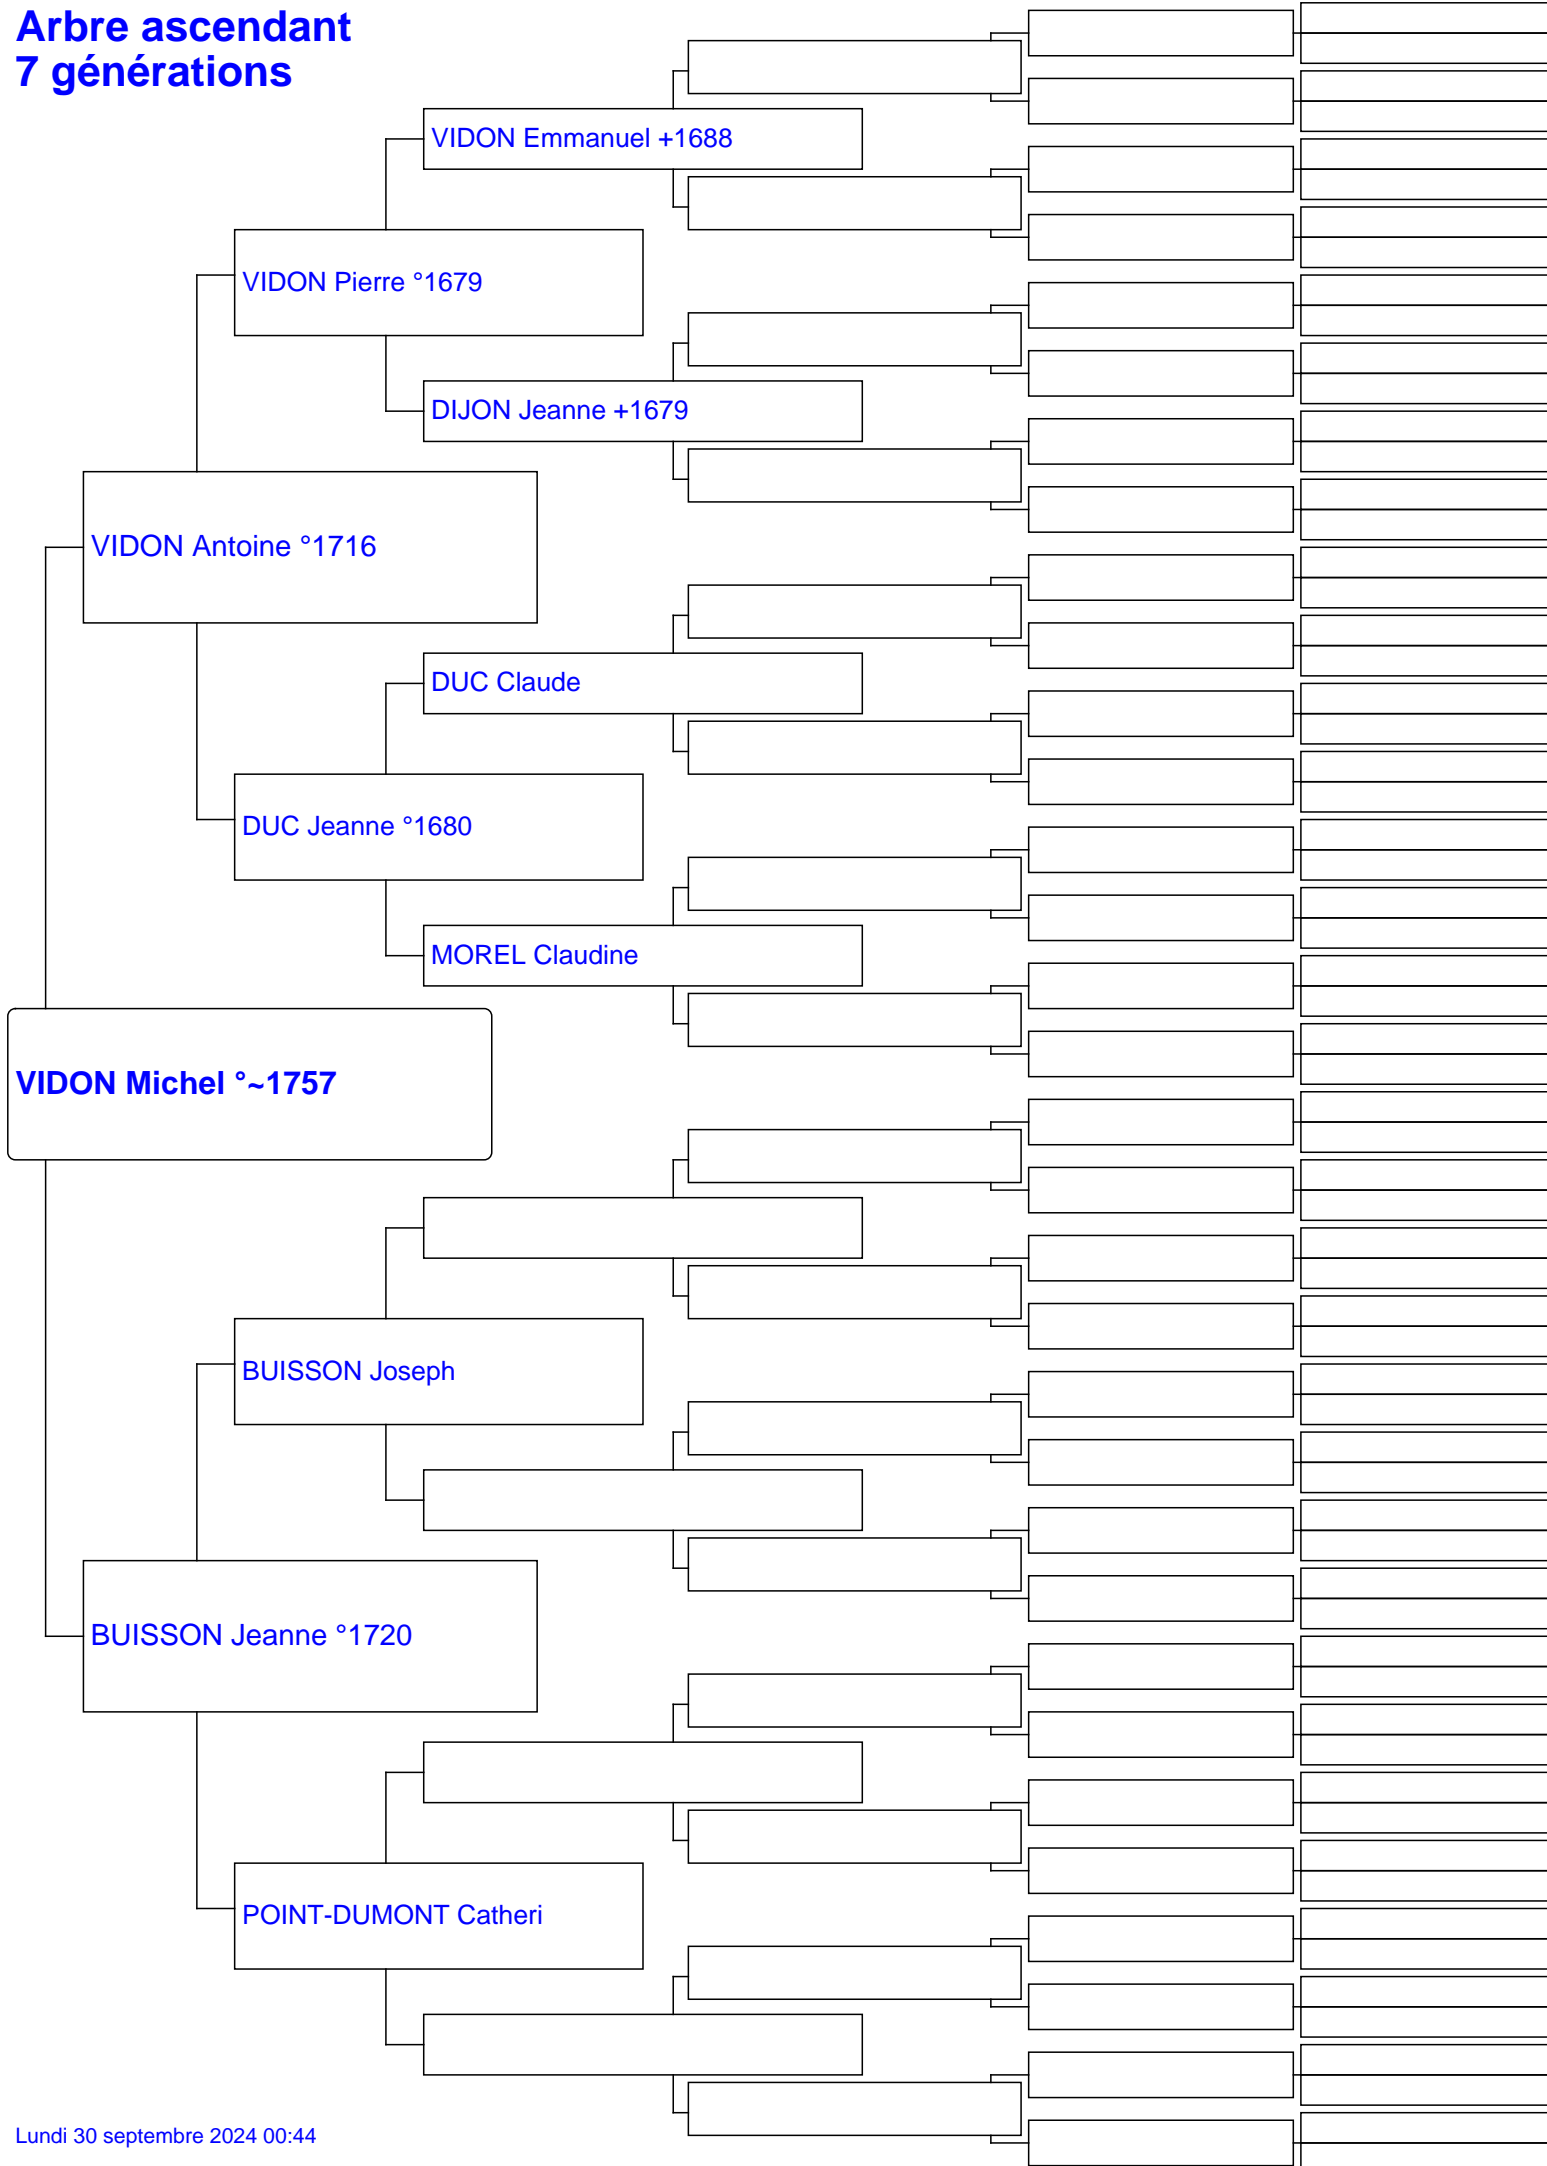 Arbre ascendant
7 générations
VIDON Emmanuel +1688
VIDON Pierre °1679
DIJON Jeanne +1679
VIDON Antoine °1716
DUC Claude
DUC Jeanne °1680
MOREL Claudine
VIDON Michel °~1757
BUISSON Joseph
BUISSON Jeanne °1720
POINT-DUMONT Catheri
Lundi 30 septembre 2024 00:44